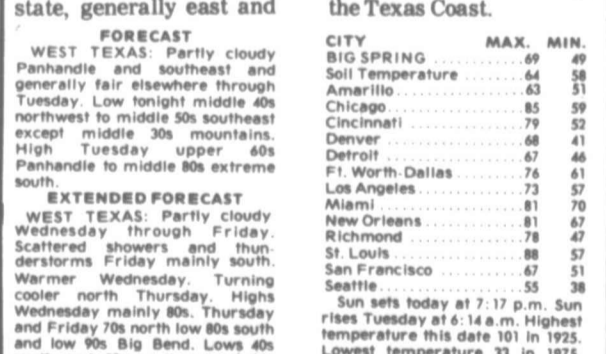 state, generally east and
FORECAST
WEST TEXAS: Partly cloudy
Panhandle and southeast and
generally fair elsewhere through
Tuesday. Low tonight middle 40s
northwest to middle 50s southeast
except middle 30s mountains.
High Tuesday upper 60s
Panhandle to middle 80s extreme
south.
EXTENDED FORECAST
WEST TEXAS: Partly cloudy
Wednesday through Friday.
Scattered showers and thun-
derstorms Friday mainly south.
Warmer Wednesday. Turning
cooler north Thursday. Highs
Wednesday mainly 80s. Thursday
and Friday 70s north low 80s south
and low 90s Big Bend. Lows 40s
the Texas Coast.
CITY MAX. MIN.
BIG SPRING ........... 69 49
Soil Temperature ........ 64 58
Amarillo ................. 63 51
Chicago ................. 85 59
Cincinnati ............... 79 52
Denver .................. 68 41
Detroit .................. 67 46
Ft. Worth-Dallas ......... 76 61
Los Angeles .............. 73 57
Miami ................... 81 70
New Orleans ............. 81 67
Richmond ............... 78 47
St. Louis ................ 88 57
San Francisco ........... 67 51
Seattle .................. 55 38
Sun sets today at 7:17 p.m. Sun
rises Tuesday at 6:14 a.m. Highest
temperature this date 101 in 1925.
Lowest temperature 32 in 1975.